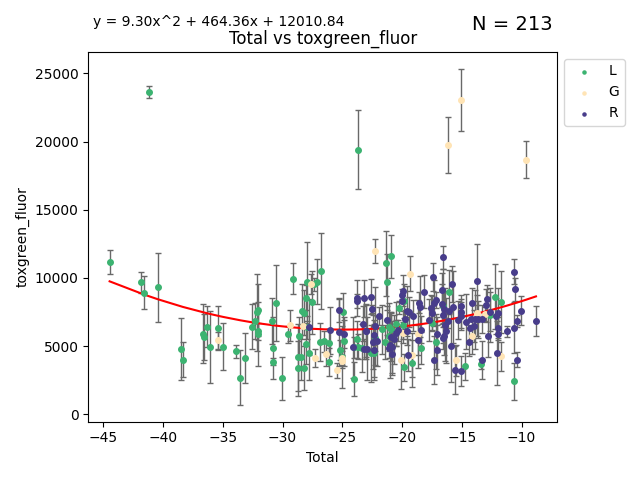 y = 9.30x^2 + 464.36x + 12010.84
N = 213
Total vs toxgreen_fluor
25000
20000
15000
10000
5000
0
toxgreen_fluor
−45
−40
−35
−30
−25
−20
−15
−10
Total
L
G
R